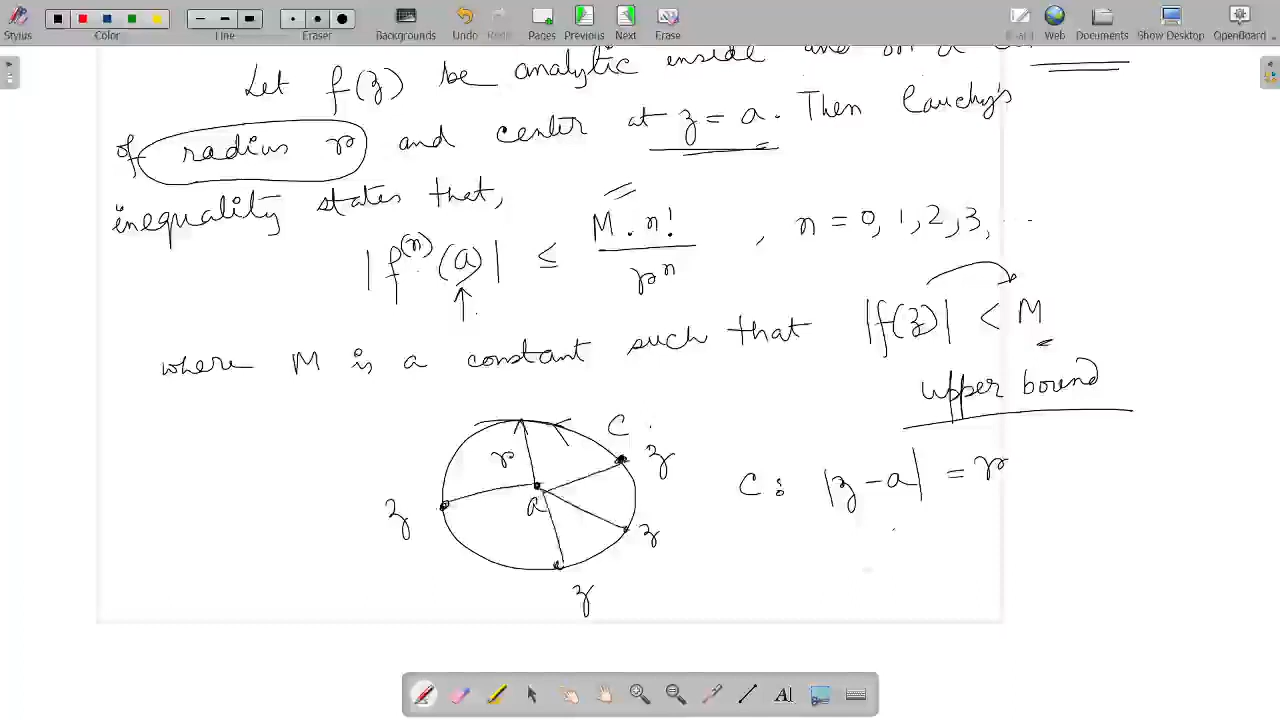 Stylus Color Line Eraser Backgrounds Undo Redo Pages Previous Next Erase Web Documents Show Desktop OpenBoard
Let f(z) be analytic inside and on a
of radius r and center at z = a. Then Cauchy's
inequality states that,
|f^(n)(a)| ≤ M · n! / r^n , n = 0, 1, 2, 3, ...
where M is a constant such that |f(z)| < M
upper bound
C
r z
C : |z - a| = r
z a
z
z